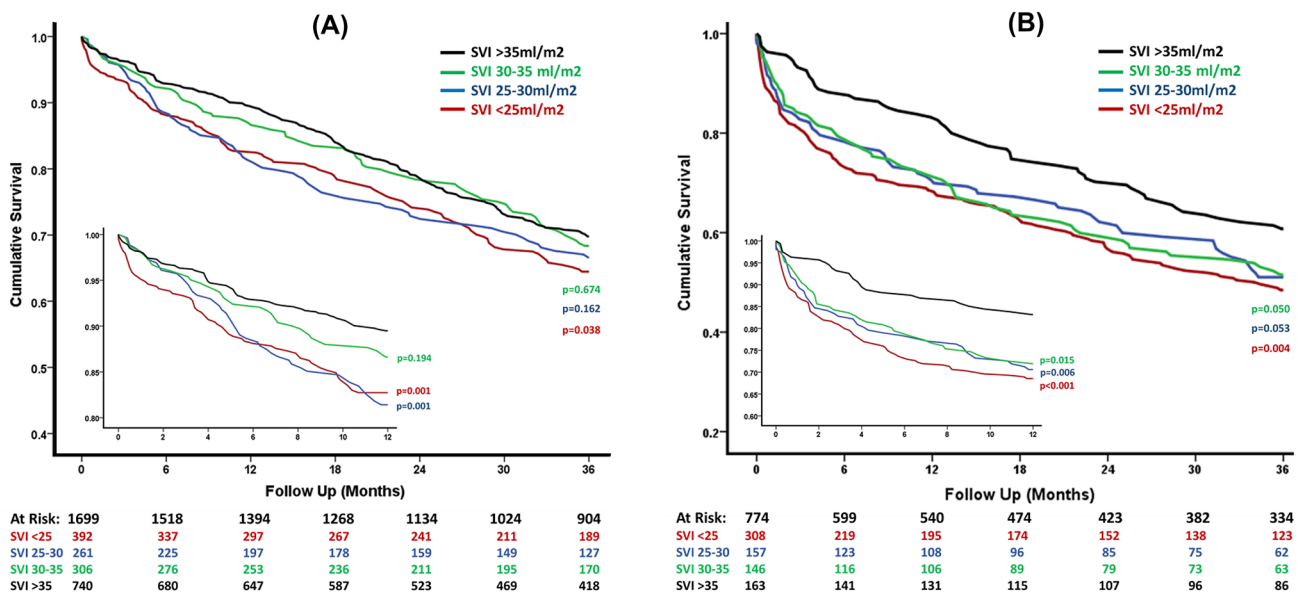 (A)
1.0
0.9
0.8
0.7
0.6
0.5
0.4
Cumulative Survival
SVI >35ml/m2
SVI 30-35 ml/m2
SVI 25-30ml/m2
SVI <25ml/m2
1.00
0.95
0.90
0.85
0.80
0 2 4 6 8 10 12
p=0.194
p=0.001
p=0.001
p=0.674
p=0.162
p=0.038
0 6 12 18 24 30 36
Follow Up (Months)
At Risk: 1699 1518 1394 1268 1134 1024 904
SVI <25 392 337 297 267 241 211 189
SVI 25-30 261 225 197 178 159 149 127
SVI 30-35 306 276 253 236 211 195 170
SVI >35 740 680 647 587 523 469 418
(B)
1.0
0.8
0.6
0.4
0.2
Cumulative Survival
SVI >35ml/m2
SVI 30-35 ml/m2
SVI 25-30ml/m2
SVI <25ml/m2
1.00
0.95
0.90
0.85
0.80
0.75
0.70
0.65
0.60
0 2 4 6 8 10 12
p=0.015
p=0.006
p<0.001
p=0.050
p=0.053
p=0.004
0 6 12 18 24 30 36
Follow Up (Months)
At Risk: 774 599 540 474 423 382 334
SVI <25 308 219 195 174 152 138 123
SVI 25-30 157 123 108 96 85 75 62
SVI 30-35 146 116 106 89 79 73 63
SVI >35 163 141 131 115 107 96 86